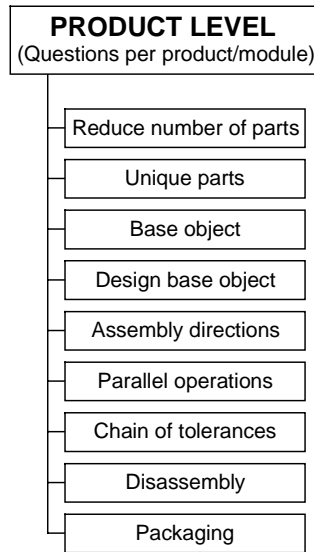 PRODUCT LEVEL
(Questions per product/module)
Reduce number of parts
Unique parts
Base object
Design base object
Assembly directions
Parallel operations
Chain of tolerances
Disassembly
Packaging